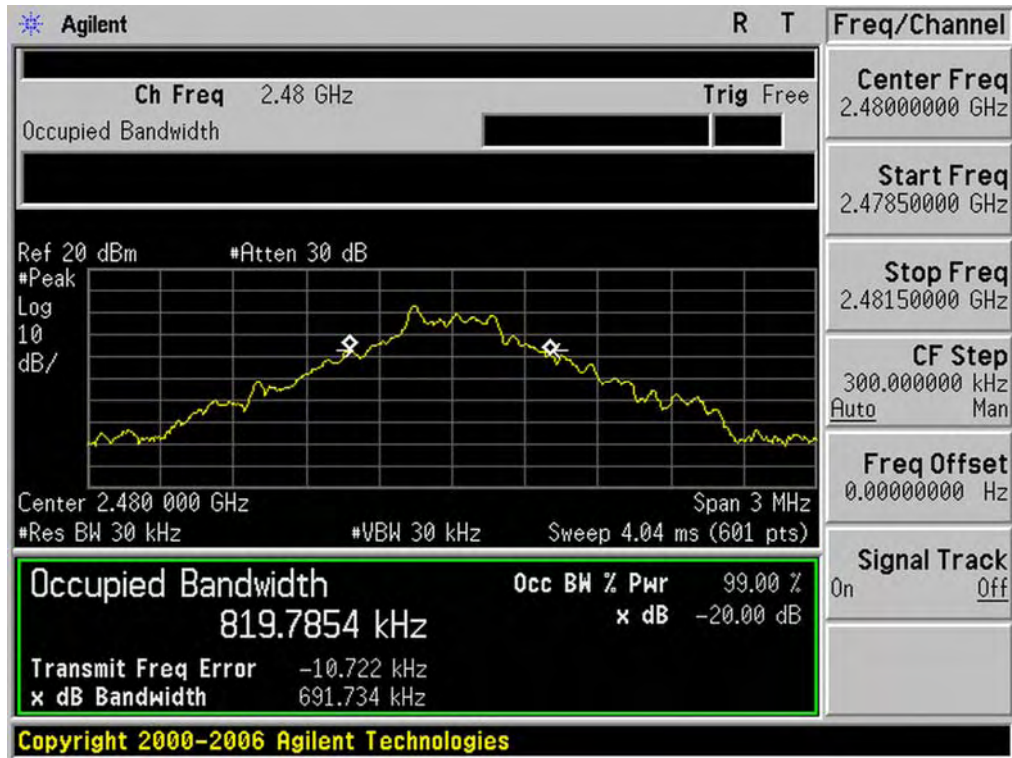 Agilent R T
Ch Freq 2.48 GHz Trig Free
Occupied Bandwidth
Ref 20 dBm #Atten 30 dB
#Peak
Log
10
dB/
Center 2.480 000 GHz Span 3 MHz
#Res BW 30 kHz #VBW 30 kHz Sweep 4.04 ms (601 pts)
Occupied Bandwidth Occ BW % Pwr 99.00 %
819.7854 kHz x dB -20.00 dB
Transmit Freq Error -10.722 kHz
x dB Bandwidth 691.734 kHz
Copyright 2000-2006 Agilent Technologies
Freq/Channel
Center Freq
2.48000000 GHz
Start Freq
2.47850000 GHz
Stop Freq
2.48150000 GHz
CF Step
300.000000 kHz
Auto Man
Freq Offset
0.00000000 Hz
Signal Track
On Off